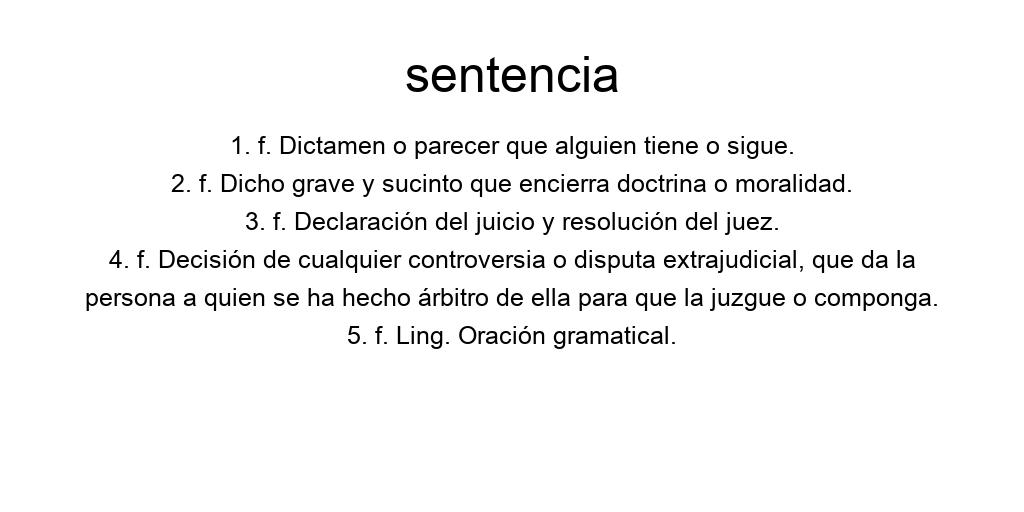 sentencia
1. f. Dictamen o parecer que alguien tiene o sigue.
2. f. Dicho grave y sucinto que encierra doctrina o moralidad.
3. f. Declaración del juicio y resolución del juez.
4. f. Decisión de cualquier controversia o disputa extrajudicial, que da la
persona a quien se ha hecho árbitro de ella para que la juzgue o componga.
5. f. Ling. Oración gramatical.